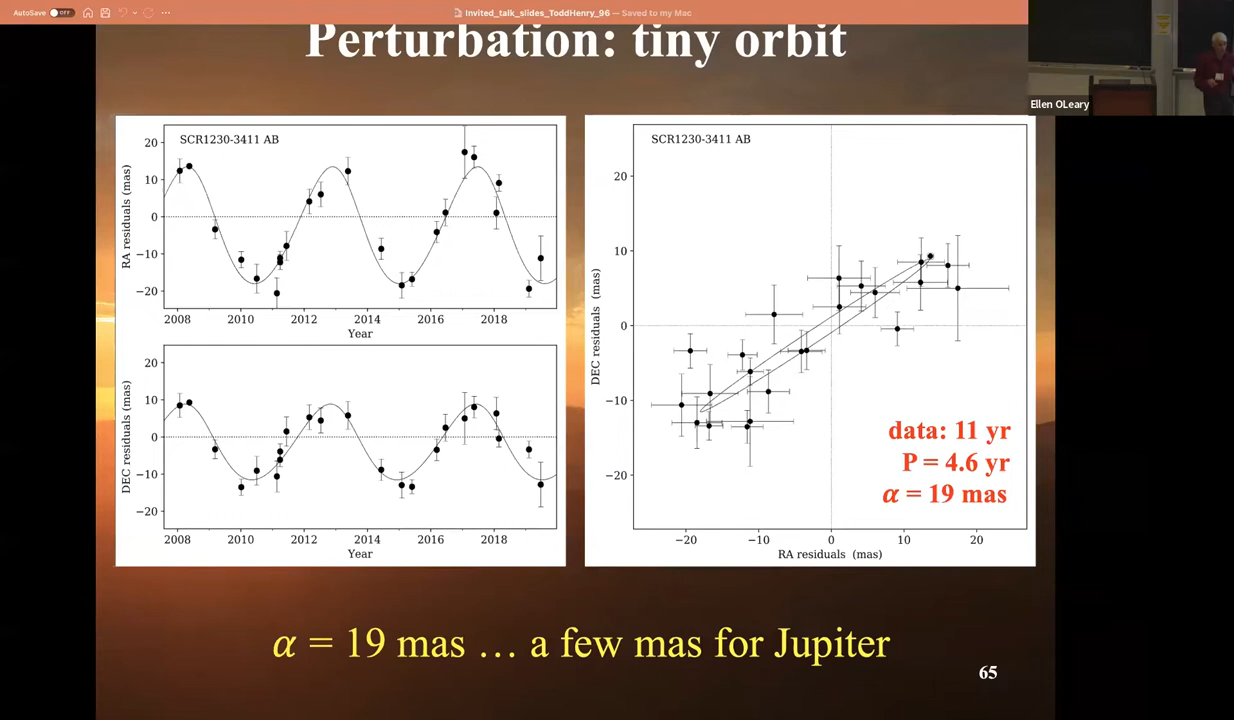 AutoSave OFF
Invited_talk_slides_ToddHenry_96 — Saved to my Mac
Perturbation: tiny orbit
Ellen OLeary
SCR1230-3411 AB
RA residuals (mas)
20
10
0
−10
−20
2008 2010 2012 2014 2016 2018
Year
DEC residuals (mas)
20
10
0
−10
−20
2008 2010 2012 2014 2016 2018
Year
SCR1230-3411 AB
DEC residuals (mas)
20
10
0
−10
−20
data: 11 yr
P = 4.6 yr
α = 19 mas
−20 −10 0 10 20
RA residuals (mas)
α = 19 mas … a few mas for Jupiter
65